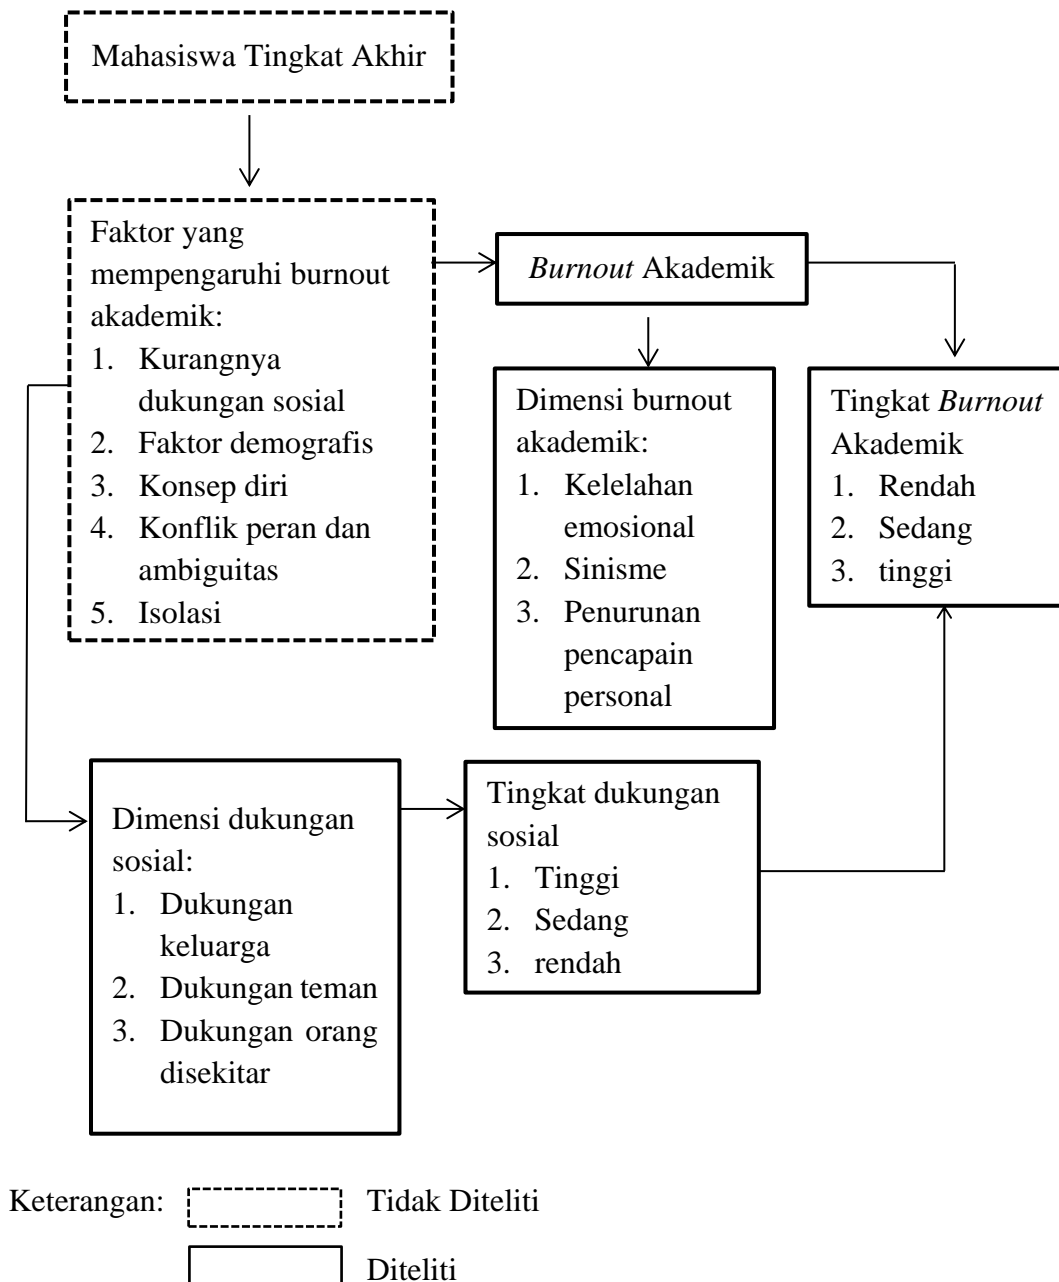 Mahasiswa Tingkat Akhir
Faktor yang
mempengaruhi burnout
akademik:
1. Kurangnya
dukungan sosial
2. Faktor demografis
3. Konsep diri
4. Konflik peran dan
ambiguitas
5. Isolasi
Burnout Akademik
Dimensi burnout
akademik:
1. Kelelahan
emosional
2. Sinisme
3. Penurunan
pencapain
personal
Tingkat Burnout
Akademik
1. Rendah
2. Sedang
3. tinggi
Dimensi dukungan
sosial:
1. Dukungan
keluarga
2. Dukungan teman
3. Dukungan orang
disekitar
Tingkat dukungan
sosial
1. Tinggi
2. Sedang
3. rendah
Keterangan:
Tidak Diteliti
Diteliti